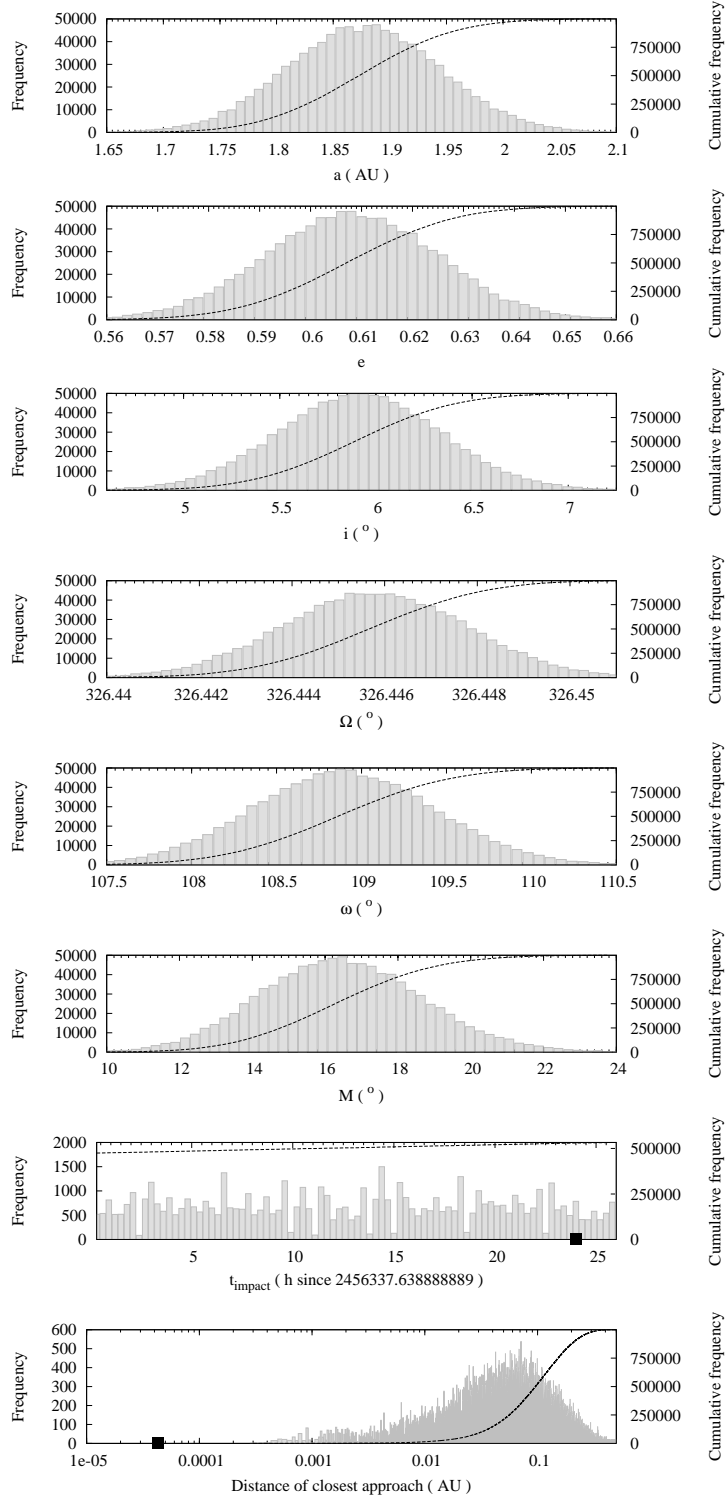 50000
40000
30000
20000
10000
0
Frequency
1.65 1.7 1.75 1.8 1.85 1.9 1.95 2 2.05 2.1
a ( AU )
750000
500000
250000
0
Cumulative frequency
50000
40000
30000
20000
10000
0
Frequency
0.56 0.57 0.58 0.59 0.6 0.61 0.62 0.63 0.64 0.65 0.66
e
750000
500000
250000
0
Cumulative frequency
50000
40000
30000
20000
10000
0
Frequency
5 5.5 6 6.5 7
i ( ° )
750000
500000
250000
0
Cumulative frequency
50000
40000
30000
20000
10000
0
Frequency
326.44 326.442 326.444 326.446 326.448 326.45
Ω ( ° )
750000
500000
250000
0
Cumulative frequency
50000
40000
30000
20000
10000
0
Frequency
107.5 108 108.5 109 109.5 110 110.5
ω ( ° )
750000
500000
250000
0
Cumulative frequency
50000
40000
30000
20000
10000
0
Frequency
10 12 14 16 18 20 22 24
M ( ° )
750000
500000
250000
0
Cumulative frequency
2000
1500
1000
500
0
Frequency
5 10 15 20 25
t_impact ( h since 2456337.638888889 )
500000
250000
0
Cumulative frequency
600
500
400
300
200
100
0
Frequency
1e-05 0.0001 0.001 0.01 0.1
Distance of closest approach ( AU )
750000
500000
250000
0
Cumulative frequency